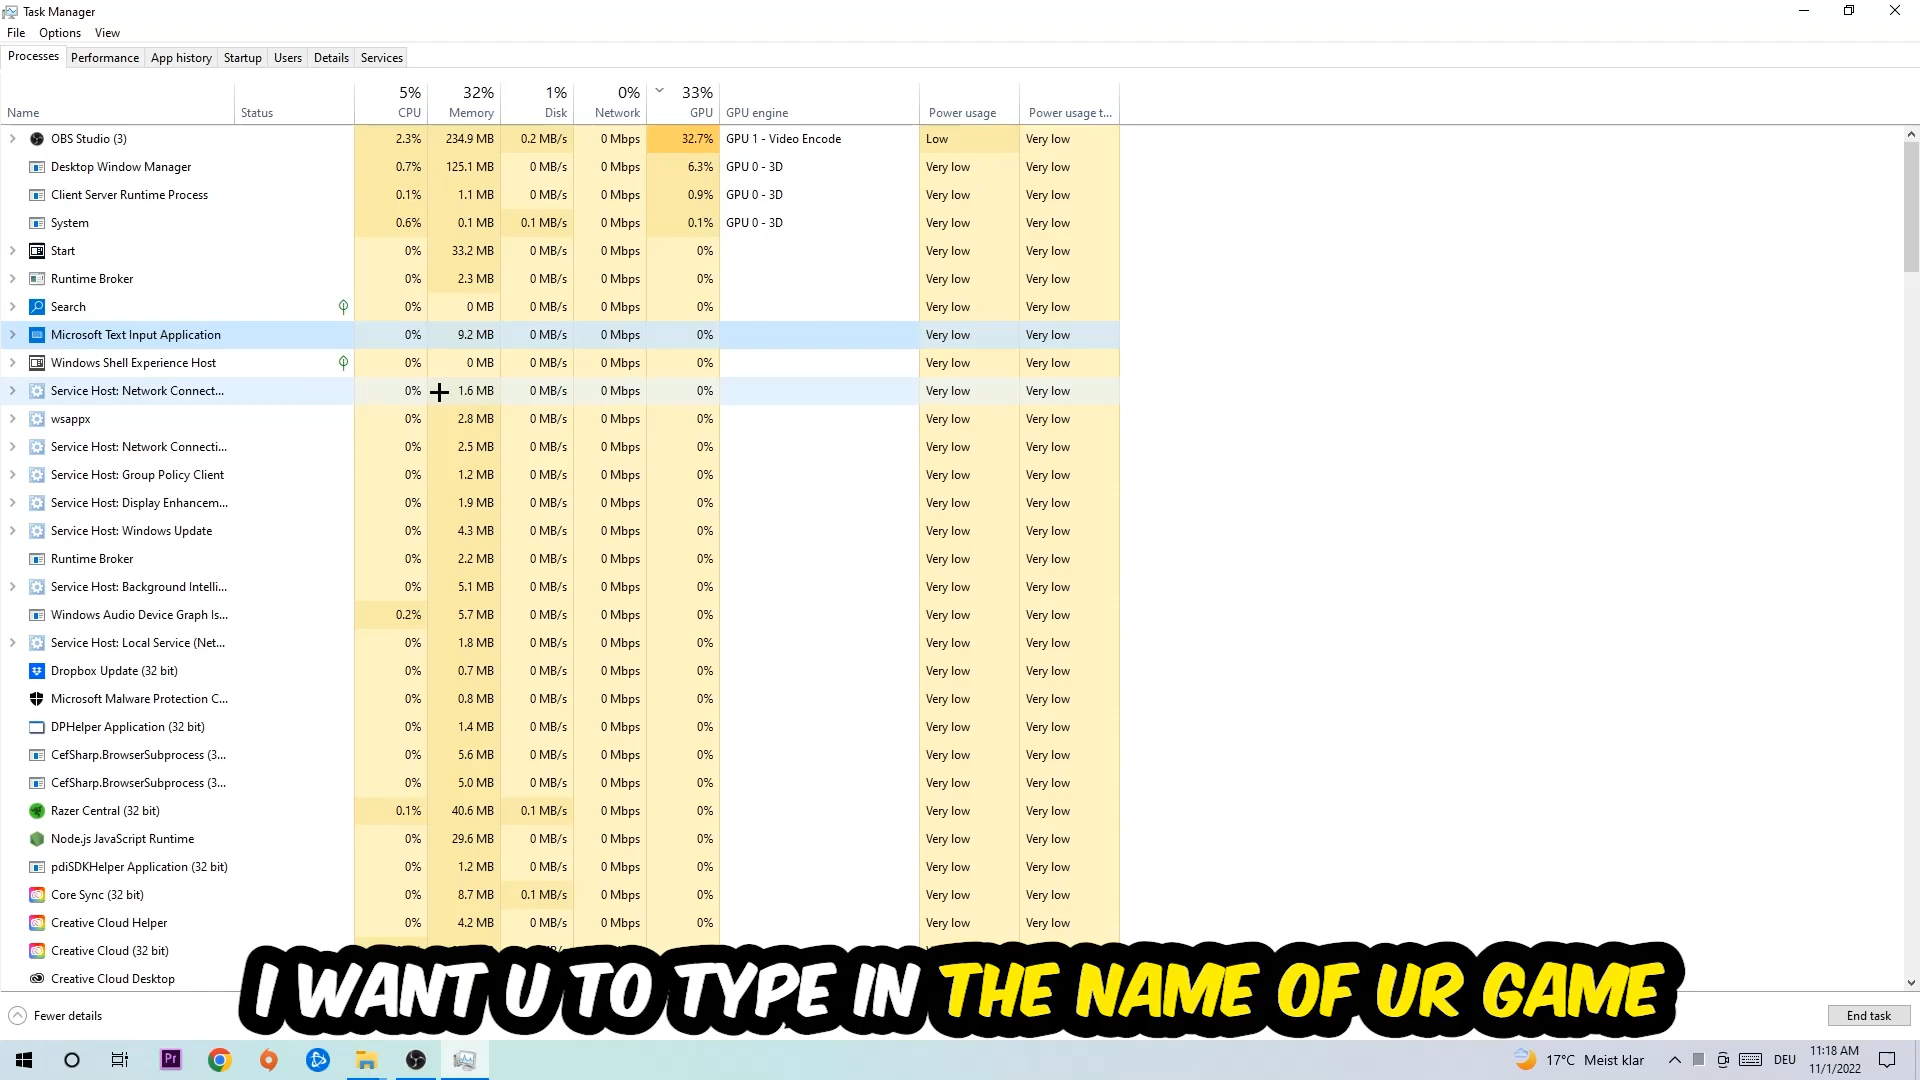 Task Manager
File Options View
Processes Performance App history Startup Users Details Services
5% 32% 1% 0% 33%
Name Status CPU Memory Disk Network GPU GPU engine Power usage Power usage t...
OBS Studio (3) 2.3% 234.9 MB 0.2 MB/s 0 Mbps 32.7% GPU 1 - Video Encode Low Very low
Desktop Window Manager 0.7% 125.1 MB 0 MB/s 0 Mbps 6.3% GPU 0 - 3D Very low Very low
Client Server Runtime Process 0.1% 1.1 MB 0 MB/s 0 Mbps 0.9% GPU 0 - 3D Very low Very low
System 0.6% 0.1 MB 0.1 MB/s 0 Mbps 0.1% GPU 0 - 3D Very low Very low
Start 0% 33.2 MB 0 MB/s 0 Mbps 0% Very low Very low
Runtime Broker 0% 2.3 MB 0 MB/s 0 Mbps 0% Very low Very low
Search 0% 0 MB 0 MB/s 0 Mbps 0% Very low Very low
Microsoft Text Input Application 0% 9.2 MB 0 MB/s 0 Mbps 0% Very low Very low
Windows Shell Experience Host 0% 0 MB 0 MB/s 0 Mbps 0% Very low Very low
Service Host: Network Connect... 0% 1.6 MB 0 MB/s 0 Mbps 0% Very low Very low
wsappx 0% 2.8 MB 0 MB/s 0 Mbps 0% Very low Very low
Service Host: Network Connecti... 0% 2.5 MB 0 MB/s 0 Mbps 0% Very low Very low
Service Host: Group Policy Client 0% 1.2 MB 0 MB/s 0 Mbps 0% Very low Very low
Service Host: Display Enhancem... 0% 1.9 MB 0 MB/s 0 Mbps 0% Very low Very low
Service Host: Windows Update 0% 4.3 MB 0 MB/s 0 Mbps 0% Very low Very low
Runtime Broker 0% 2.2 MB 0 MB/s 0 Mbps 0% Very low Very low
Service Host: Background Intelli... 0% 5.1 MB 0 MB/s 0 Mbps 0% Very low Very low
Windows Audio Device Graph Is... 0.2% 5.7 MB 0 MB/s 0 Mbps 0% Very low Very low
Service Host: Local Service (Net... 0% 1.8 MB 0 MB/s 0 Mbps 0% Very low Very low
Dropbox Update (32 bit) 0% 0.7 MB 0 MB/s 0 Mbps 0% Very low Very low
Microsoft Malware Protection C... 0% 0.8 MB 0 MB/s 0 Mbps 0% Very low Very low
DPHelper Application (32 bit) 0% 1.4 MB 0 MB/s 0 Mbps 0% Very low Very low
CefSharp.BrowserSubprocess (3... 0% 5.6 MB 0 MB/s 0 Mbps 0% Very low Very low
CefSharp.BrowserSubprocess (3... 0% 5.0 MB 0 MB/s 0 Mbps 0% Very low Very low
Razer Central (32 bit) 0.1% 40.6 MB 0.1 MB/s 0 Mbps 0% Very low Very low
Node.js JavaScript Runtime 0% 29.6 MB 0 MB/s 0 Mbps 0% Very low Very low
pdiSDKHelper Application (32 bit) 0% 1.2 MB 0 MB/s 0 Mbps 0% Very low Very low
Core Sync (32 bit) 0% 8.7 MB 0.1 MB/s 0 Mbps 0% Very low Very low
Creative Cloud Helper 0% 4.2 MB 0 MB/s 0 Mbps 0% Very low Very low
Creative Cloud (32 bit)
Creative Cloud Desktop
I WANT U TO TYPE IN THE NAME OF UR GAME
Fewer details End task
Pr 17°C Meist klar DEU 11:18 AM
11/1/2022